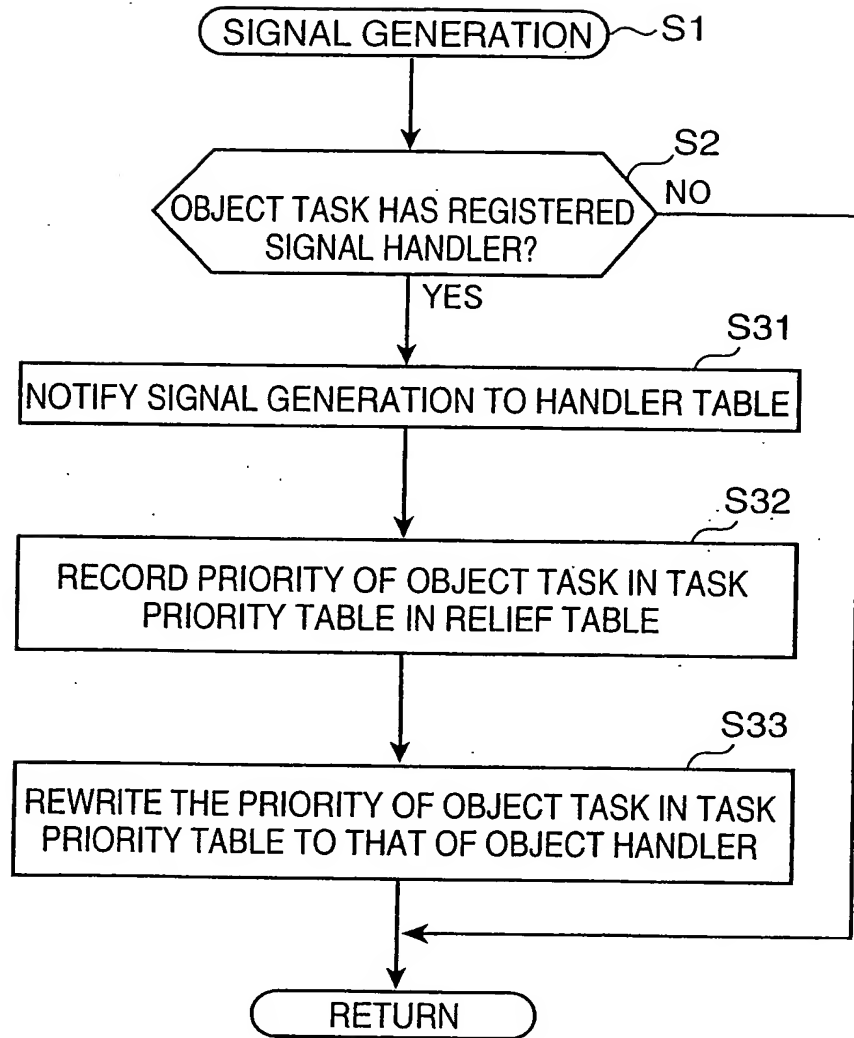 SIGNAL GENERATION
S1
S2
OBJECT TASK HAS REGISTERED
SIGNAL HANDLER?
NO
YES
S31
NOTIFY SIGNAL GENERATION TO HANDLER TABLE
S32
RECORD PRIORITY OF OBJECT TASK IN TASK
PRIORITY TABLE IN RELIEF TABLE
S33
REWRITE THE PRIORITY OF OBJECT TASK IN TASK
PRIORITY TABLE TO THAT OF OBJECT HANDLER
RETURN